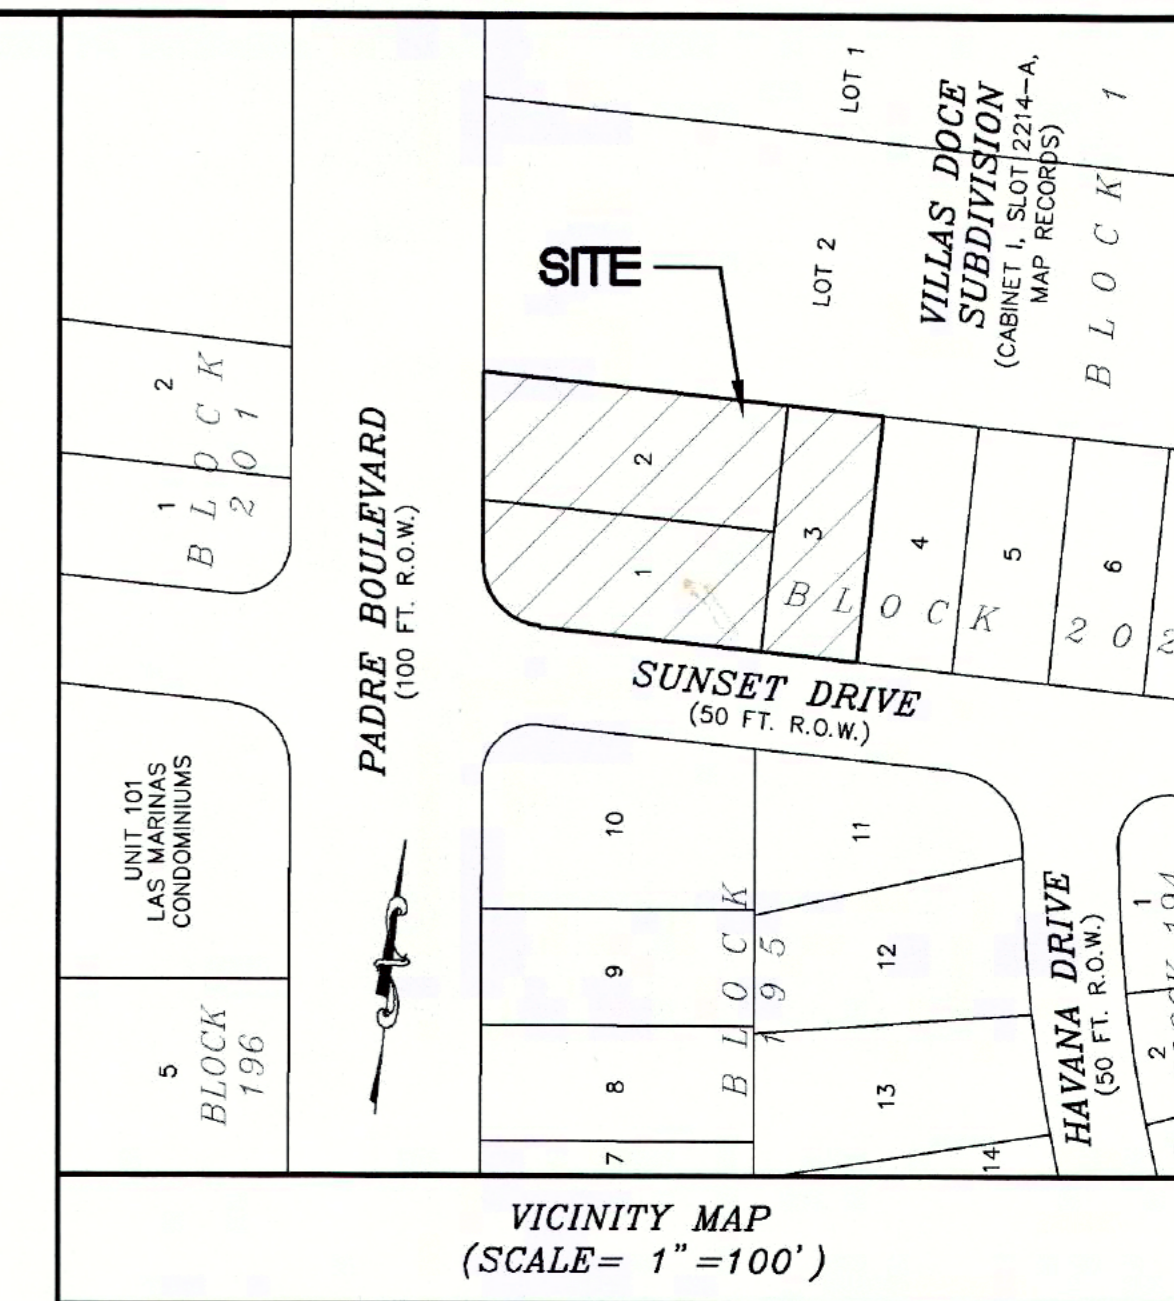 LOT 1
VILLAS DOCE
SUBDIVISION
(CABINET I, SLOT 2214-A,
MAP RECORDS)
BLOCK 1
SITE
LOT 2
2
1
BLOCK
201
PADRE BOULEVARD
(100 FT. R.O.W.)
2
1
3
4
5
6
BLOCK 202
SUNSET DRIVE
(50 FT. R.O.W.)
UNIT 101
LAS MARINAS
CONDOMINIUMS
5
BLOCK
196
10
9
8
7
BLOCK
195
11
12
13
14
HAVANA DRIVE
(50 FT. R.O.W.)
1
2
194
VICINITY MAP
(SCALE= 1"=100')